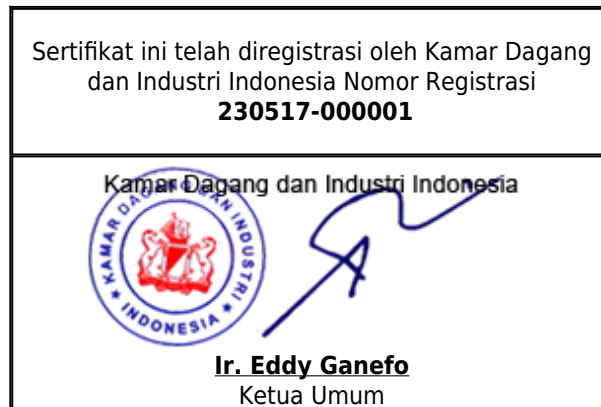 Sertifikat ini telah diregistrasi oleh Kamar Dagang
dan Industri Indonesia Nomor Registrasi
230517-000001
Kamar Dagang dan Industri Indonesia
KAMAR DAGANG DAN INDUSTRI
★ INDONESIA ★
Ir. Eddy Ganefo
Ketua Umum